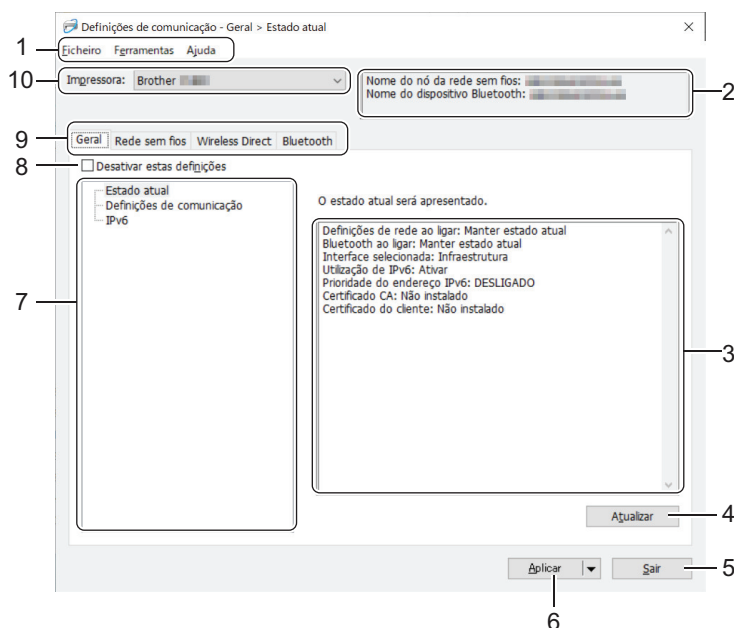 Definições de comunicação - Geral > Estado atual
1
Ficheiro Ferramentas Ajuda
10
Impressora: Brother
Nome do nó da rede sem fios:
Nome do dispositivo Bluetooth:
2
9
Geral Rede sem fios Wireless Direct Bluetooth
8
Desativar estas definições
Estado atual
Definições de comunicação
IPv6
7
O estado atual será apresentado.
Definições de rede ao ligar: Manter estado atual
Bluetooth ao ligar: Manter estado atual
Interface selecionada: Infraestrutura
Utilização de IPv6: Ativar
Prioridade do endereço IPv6: DESLIGADO
Certificado CA: Não instalado
Certificado do cliente: Não instalado
3
Atualizar
4
Aplicar
Sair
5
6